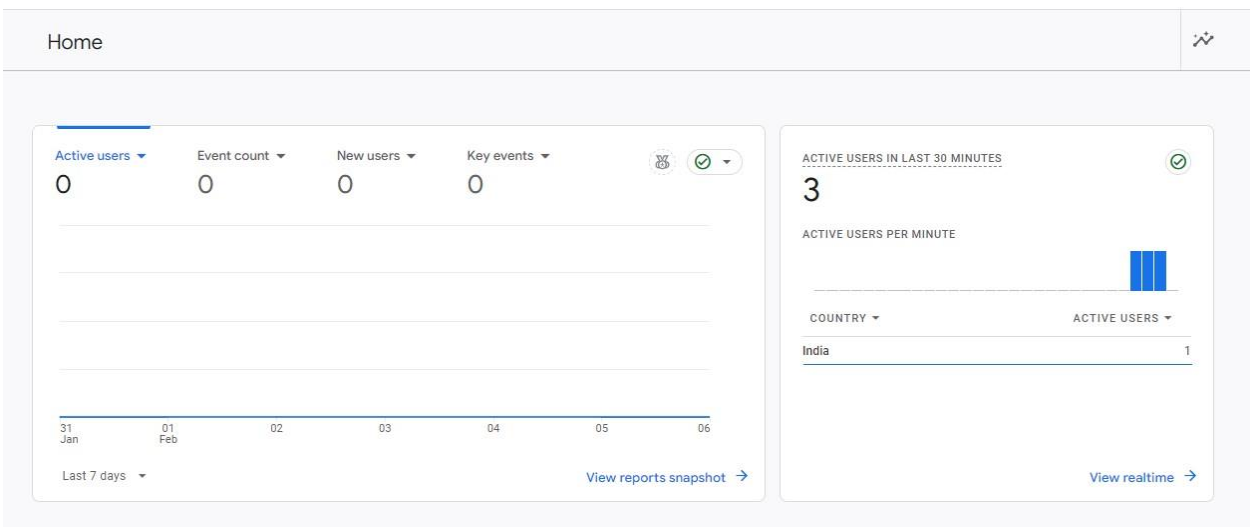 Home
Active users Event count New users Key events
0 0 0 0
31 01 02 03 04 05 06
Jan Feb
Last 7 days
View reports snapshot
ACTIVE USERS IN LAST 30 MINUTES
3
ACTIVE USERS PER MINUTE
COUNTRY ACTIVE USERS
India 1
View realtime